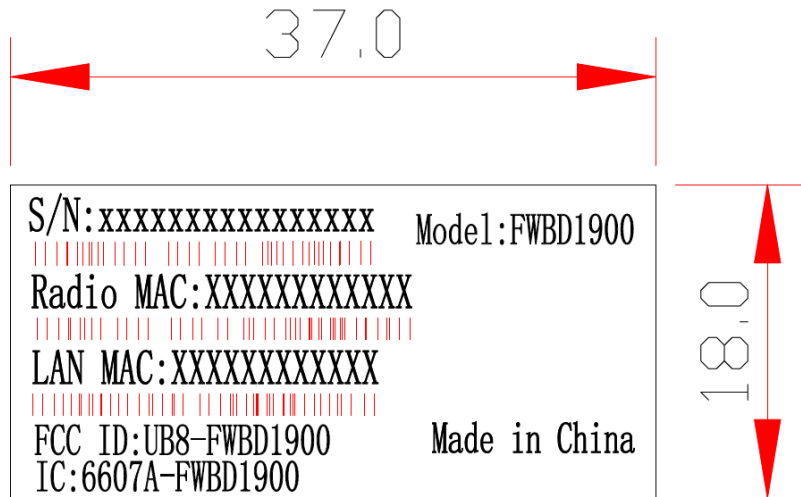 37.0
S/N:xxxxxxxxxxxxxxxx
Model:FWBD1900
Radio MAC:XXXXXXXXXXXX
18.0
LAN MAC:XXXXXXXXXXXX
FCC ID:UB8-FWBD1900
Made in China
IC:6607A-FWBD1900